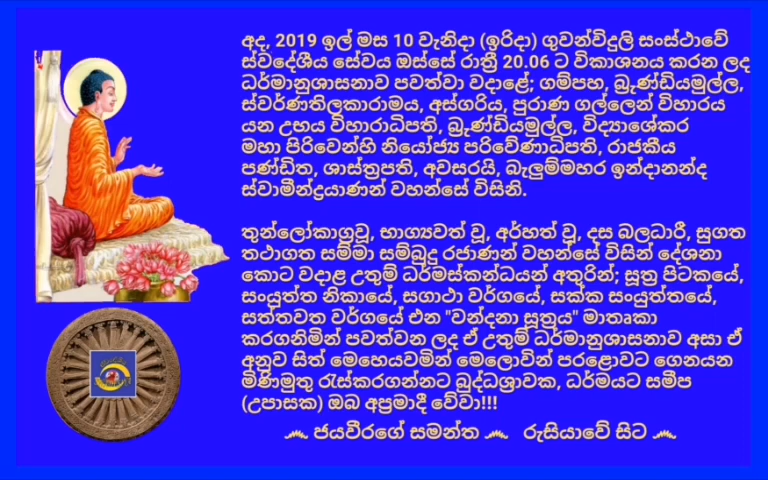 අද, 2019 ඉල් මස 10 වැනිදා (ඉරිදා) ගුවන්විදුලි සංස්ථාවේ
ස්වදේශීය සේවය ඔස්සේ රාත්‍රී 20.06 ට විකාශනය කරන ලද
ධර්මානුශාසනාව පවත්වා වදාළේ; ගම්පහ, බ්‍රැණ්ඩියමුල්ල,
ස්වර්ණතිලකාරාමය, අස්ගරිය, පුරාණ ගල්ලෙන් විහාරය
යන උභය විහාරාධිපති, බ්‍රැණ්ඩියමුල්ල, විද්‍යාශේකර
මහා පිරිවෙන්හි නියෝජ්‍ය පරිවේණාධිපති, රාජකීය
පණ්ඩිත, ශාස්ත්‍රපති, අවසරයි, බැලුම්මහර ඉන්දානන්ද
ස්වාමීන්ද්‍රයාණන් වහන්සේ විසිනි.
තුන්ලෝකාග්‍රවූ, භාග්‍යවත් වූ, අර්හත් වූ, දස බලධාරී, සුගත
තථාගත සම්මා සම්බුදු රජාණන් වහන්සේ විසින් දේශනා
කොට වදාළ උතුම් ධර්මස්කන්ධයන් අතුරින්; සූත්‍ර පිටකයේ,
සංයුත්ත නිකායේ, සගාථා වර්ගයේ, සක්ක සංයුත්තයේ,
සත්තවත වර්ගයේ එන "වන්දනා සූත්‍රය" මාතෘකා
කරගනිමින් පවත්වන ලද ඒ උතුම් ධර්මානුශාසනාව අසා ඒ
අනුව සිත් මෙහෙයවමින් මෙලොවින් පරළොවට ගෙනයන
මිණිමුතු රැස්කරගන්නට බුද්ධශ්‍රාවක, ධර්මයට සමීප
(උපාසක) ඔබ අප්‍රමාදී වේවා!!!
ජයවීරගේ සමන්ත රුසියාවේ සිට